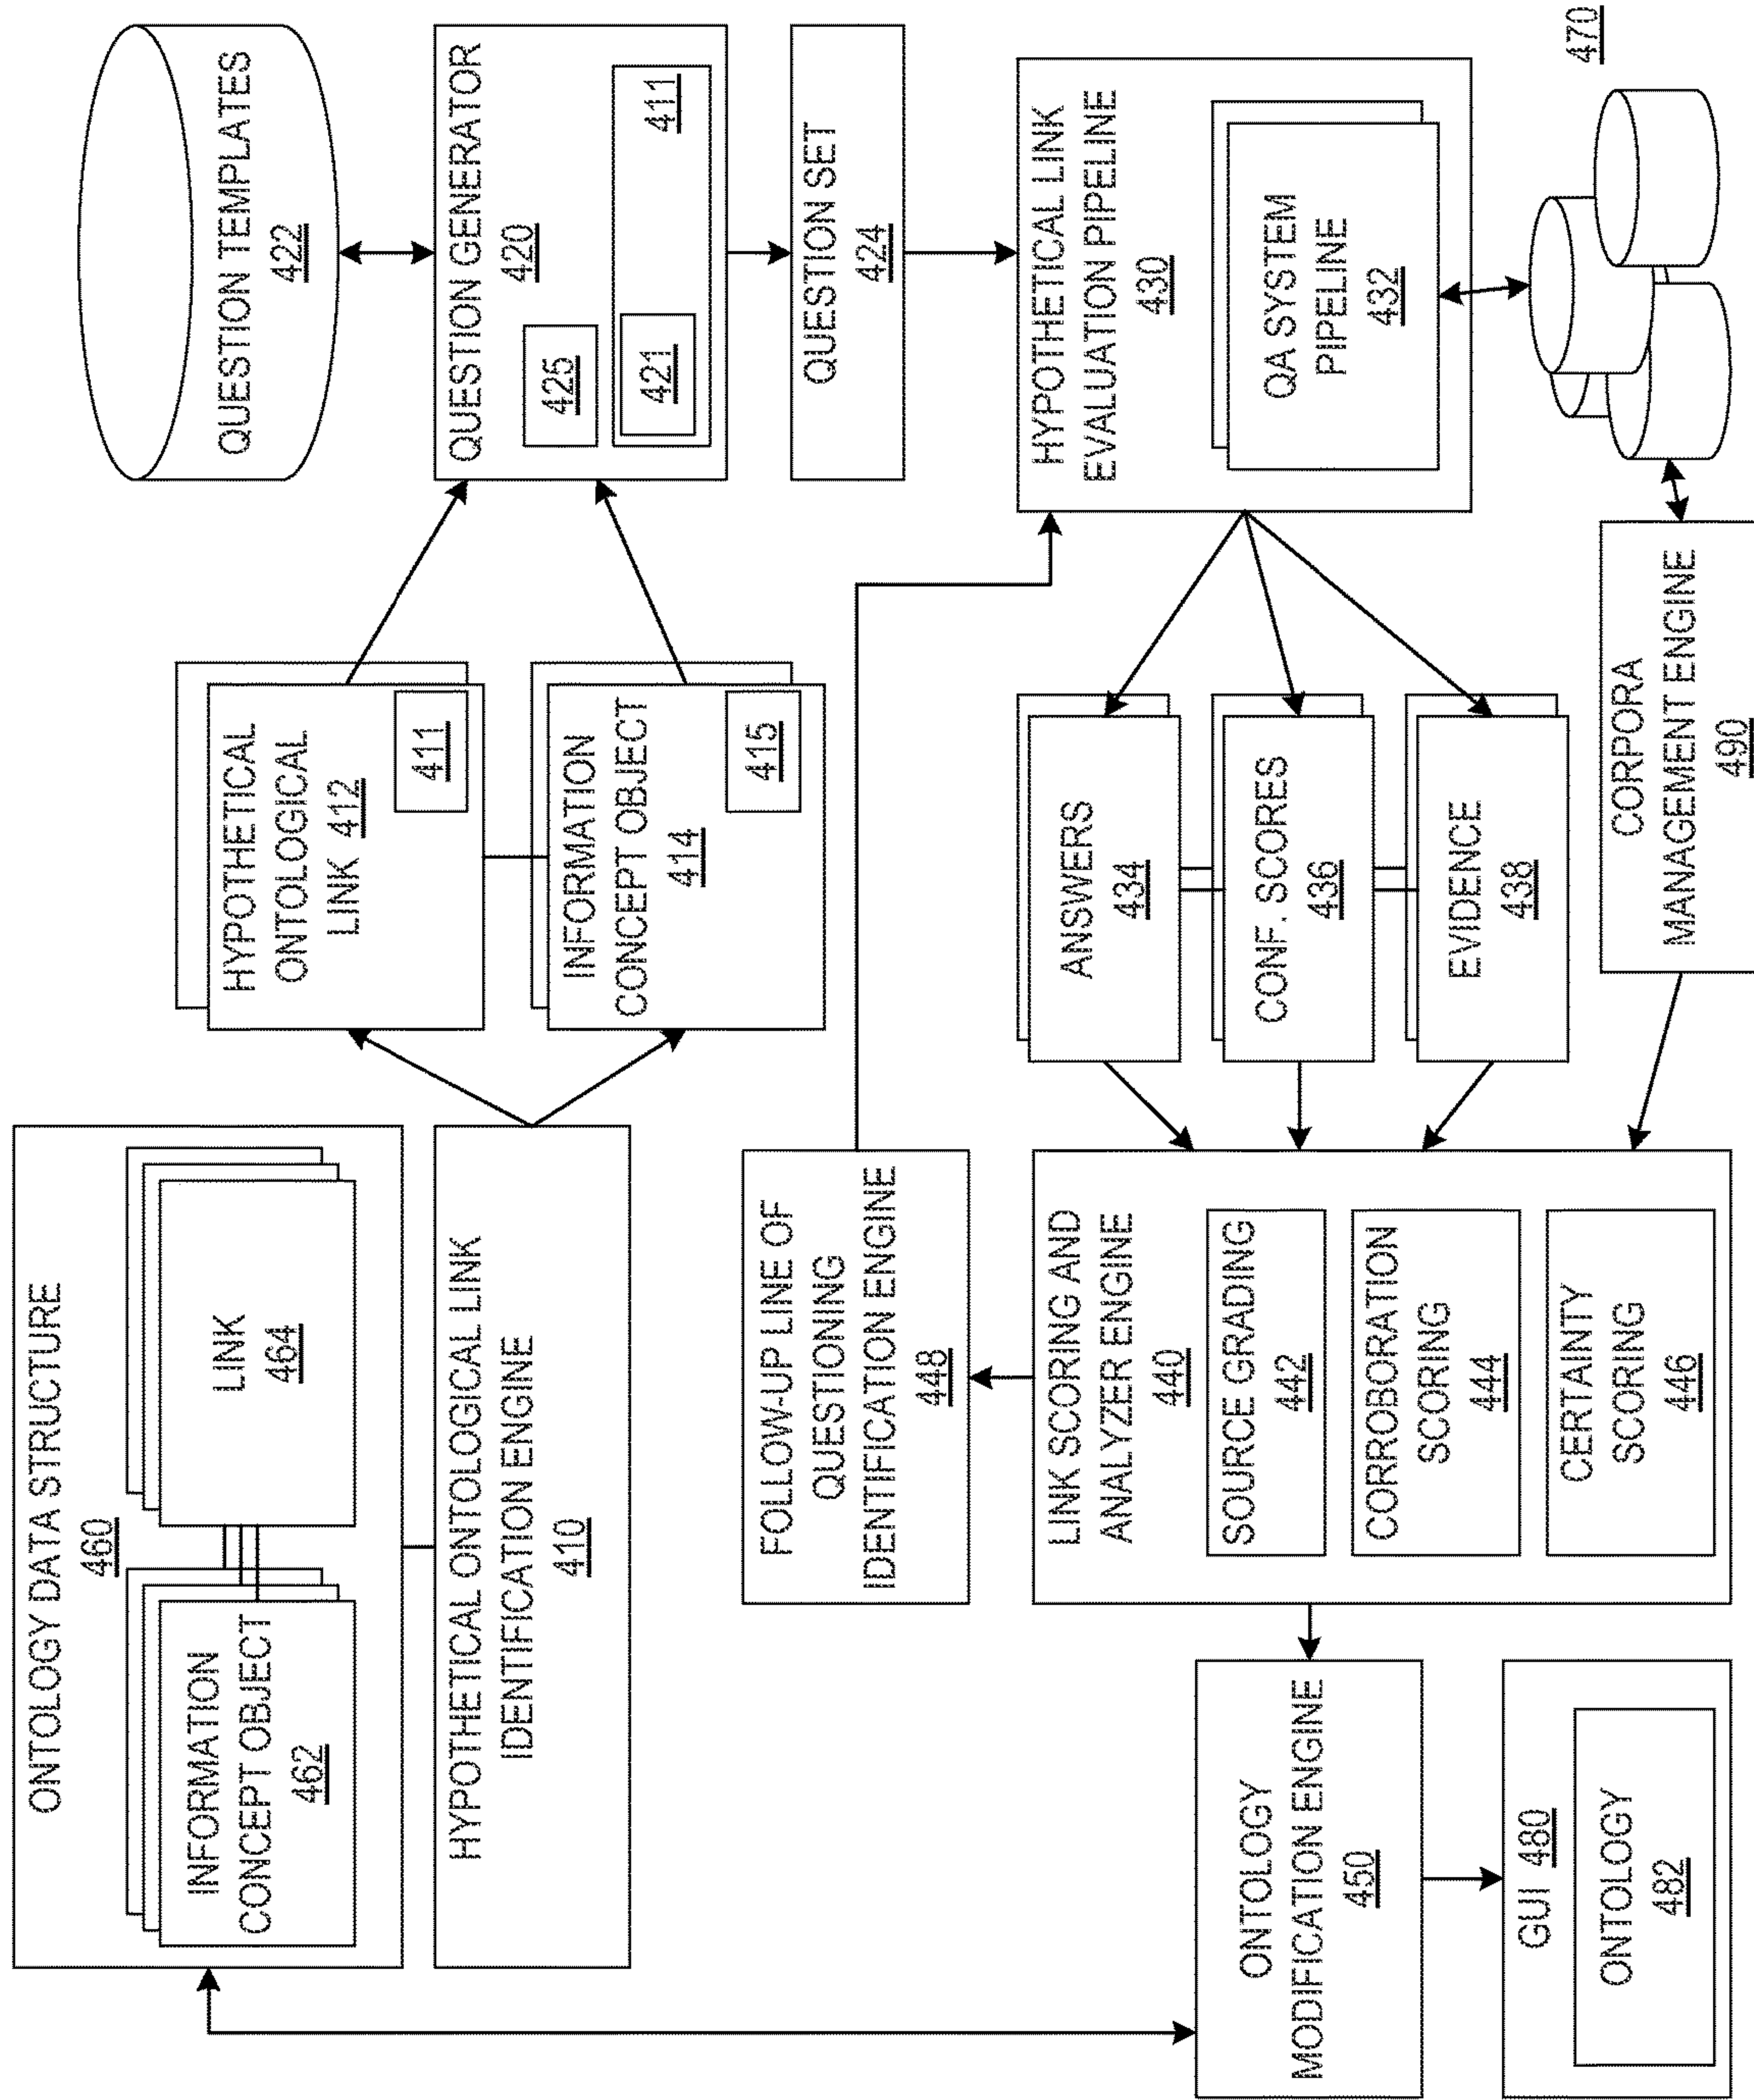 ONTOLOGY DATA STRUCTURE
460
INFORMATION
CONCEPT OBJECT
462
LINK
464
HYPOTHETICAL ONTOLOGICAL LINK
IDENTIFICATION ENGINE
410
HYPOTHETICAL
ONTOLOGICAL
LINK 412
411
INFORMATION
CONCEPT OBJECT
414
415
QUESTION TEMPLATES
422
QUESTION GENERATOR
420
425
421
411
QUESTION SET
424
FOLLOW-UP LINE OF
QUESTIONING
IDENTIFICATION ENGINE
448
HYPOTHETICAL LINK
EVALUATION PIPELINE
430
QA SYSTEM
PIPELINE
432
LINK SCORING AND
ANALYZER ENGINE
440
SOURCE GRADING
442
CORROBORATION
SCORING
444
CERTAINTY
SCORING
446
ANSWERS
434
CONF. SCORES
436
EVIDENCE
438
ONTOLOGY
MODIFICATION ENGINE
450
GUI 480
ONTOLOGY
482
CORPORA
MANAGEMENT ENGINE
490
470